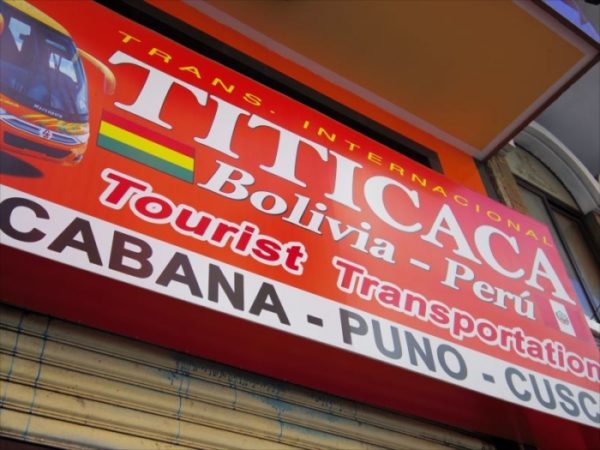 TRANS. INTERNACIONAL
TITICACA
Bolivia - Perú
Tourist Transportation
CABANA - PUNO - CUSC